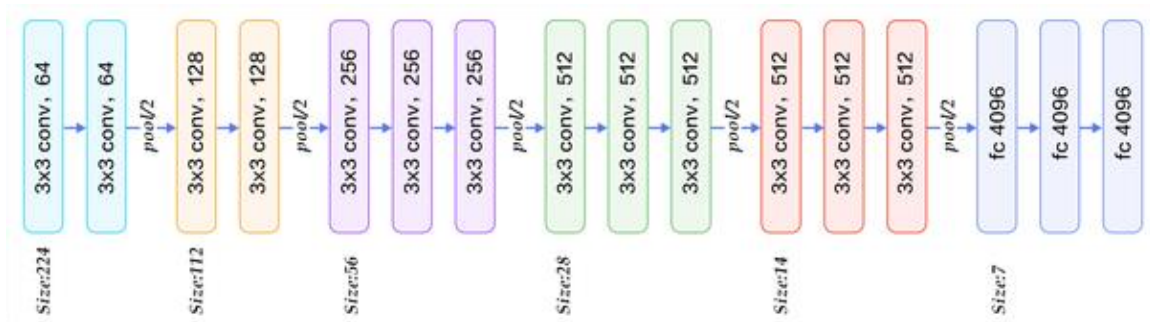 3x3 conv, 64
3x3 conv, 64
pool/2
3x3 conv, 128
3x3 conv, 128
pool/2
3x3 conv, 256
3x3 conv, 256
3x3 conv, 256
pool/2
3x3 conv, 512
3x3 conv, 512
3x3 conv, 512
pool/2
3x3 conv, 512
3x3 conv, 512
3x3 conv, 512
pool/2
fc 4096
fc 4096
fc 4096
Size:224
Size:112
Size:56
Size:28
Size:14
Size:7